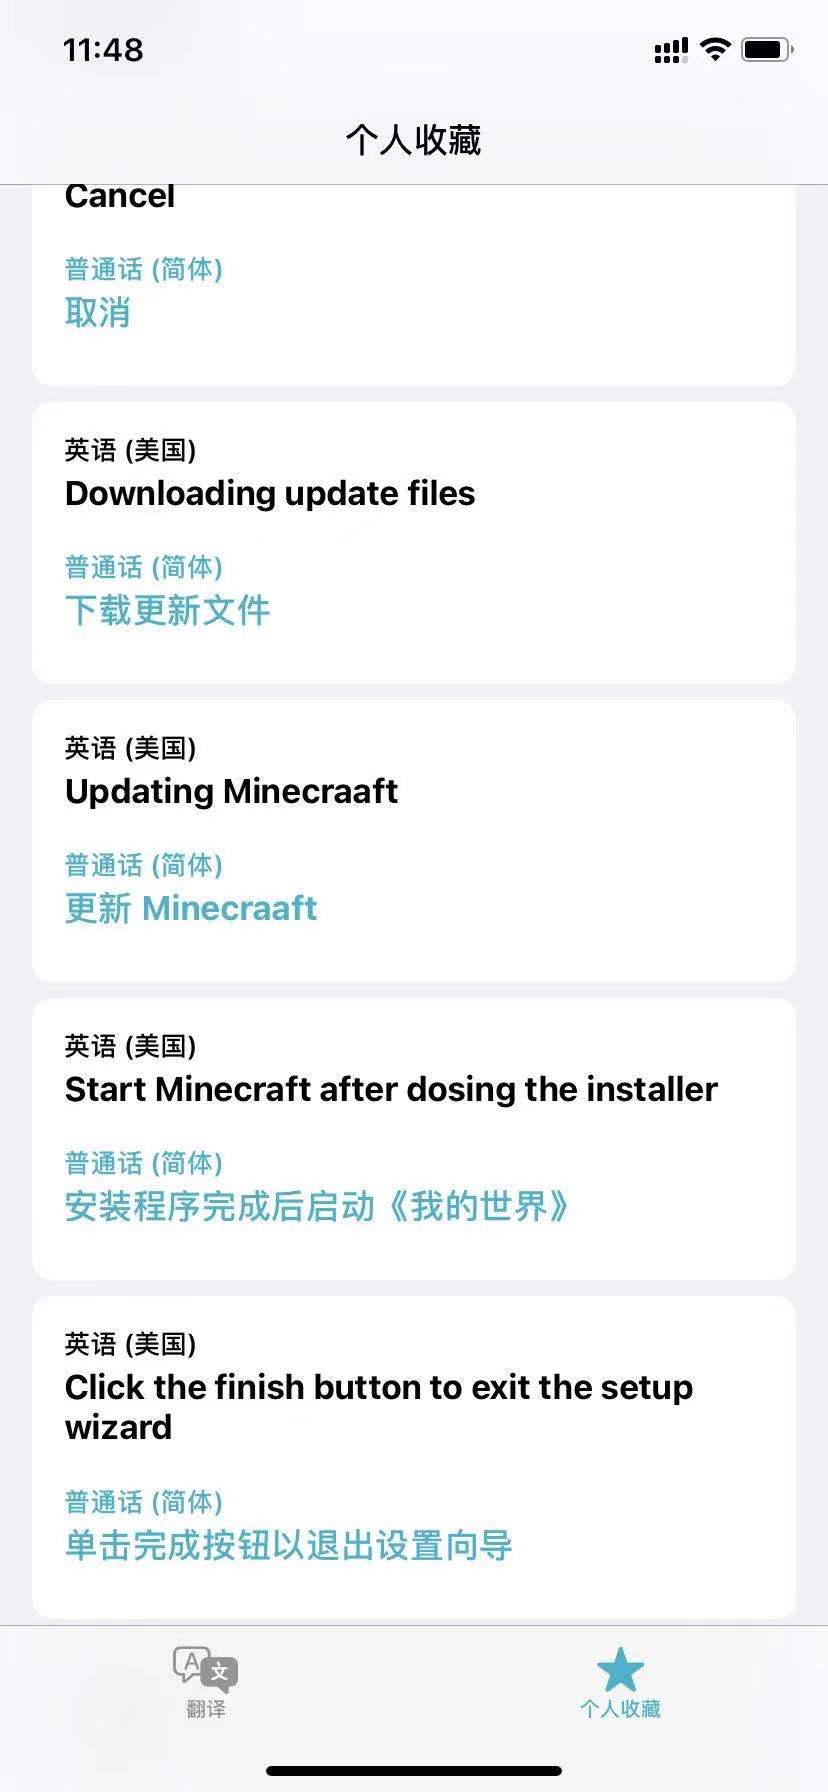 11:48
个人收藏
Cancel
普通话 (简体)
取消
英语 (美国)
Downloading update files
普通话 (简体)
下载更新文件
英语 (美国)
Updating Minecraaft
普通话 (简体)
更新 Minecraaft
英语 (美国)
Start Minecraft after dosing the installer
普通话 (简体)
安装程序完成后启动《我的世界》
英语 (美国)
Click the finish button to exit the setup
wizard
普通话 (简体)
单击完成按钮以退出设置向导
A 文
翻译
个人收藏